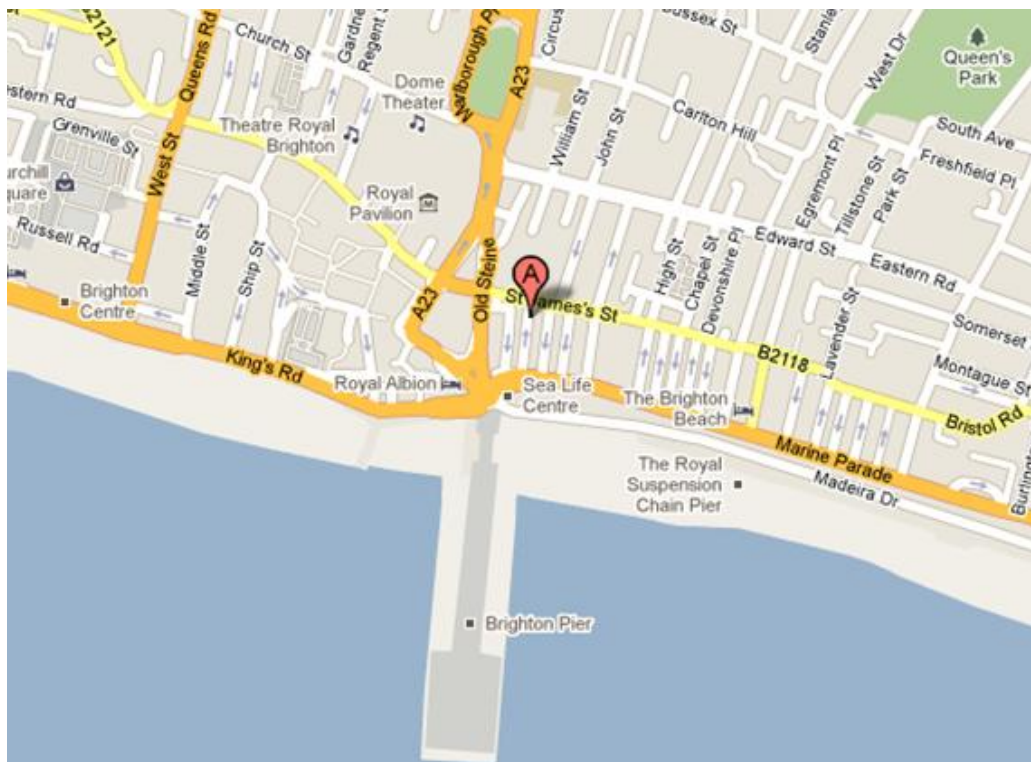 B2121
Queens Rd
Church St
Gardne
Regent St
Marlborough Pl
A23
Circus
Sussex St
Stanley
West Dr
Queen's
Park
Dome
Theater
Theatre Royal
Brighton
William St
John St
Carlton Hill
South Ave
Freshfield Pl
estern Rd
Grenville St
urchill
quare
West St
Royal
Pavilion
Egremont Pl
Tillstone St
Park St
Edward St
Eastern Rd
Russell Rd
Middle St
Ship St
Old Steine
A23
A
St James's St
High St
Chapel St
Devonshire Pl
Brighton
Centre
Somerset
Lavender St
B2118
Montague St
King's Rd
Royal Albion
Sea Life
Centre
The Brighton
Beach
Bristol Rd
Marine Parade
Madeira Dr
Burlington
The Royal
Suspension
Chain Pier
Brighton Pier